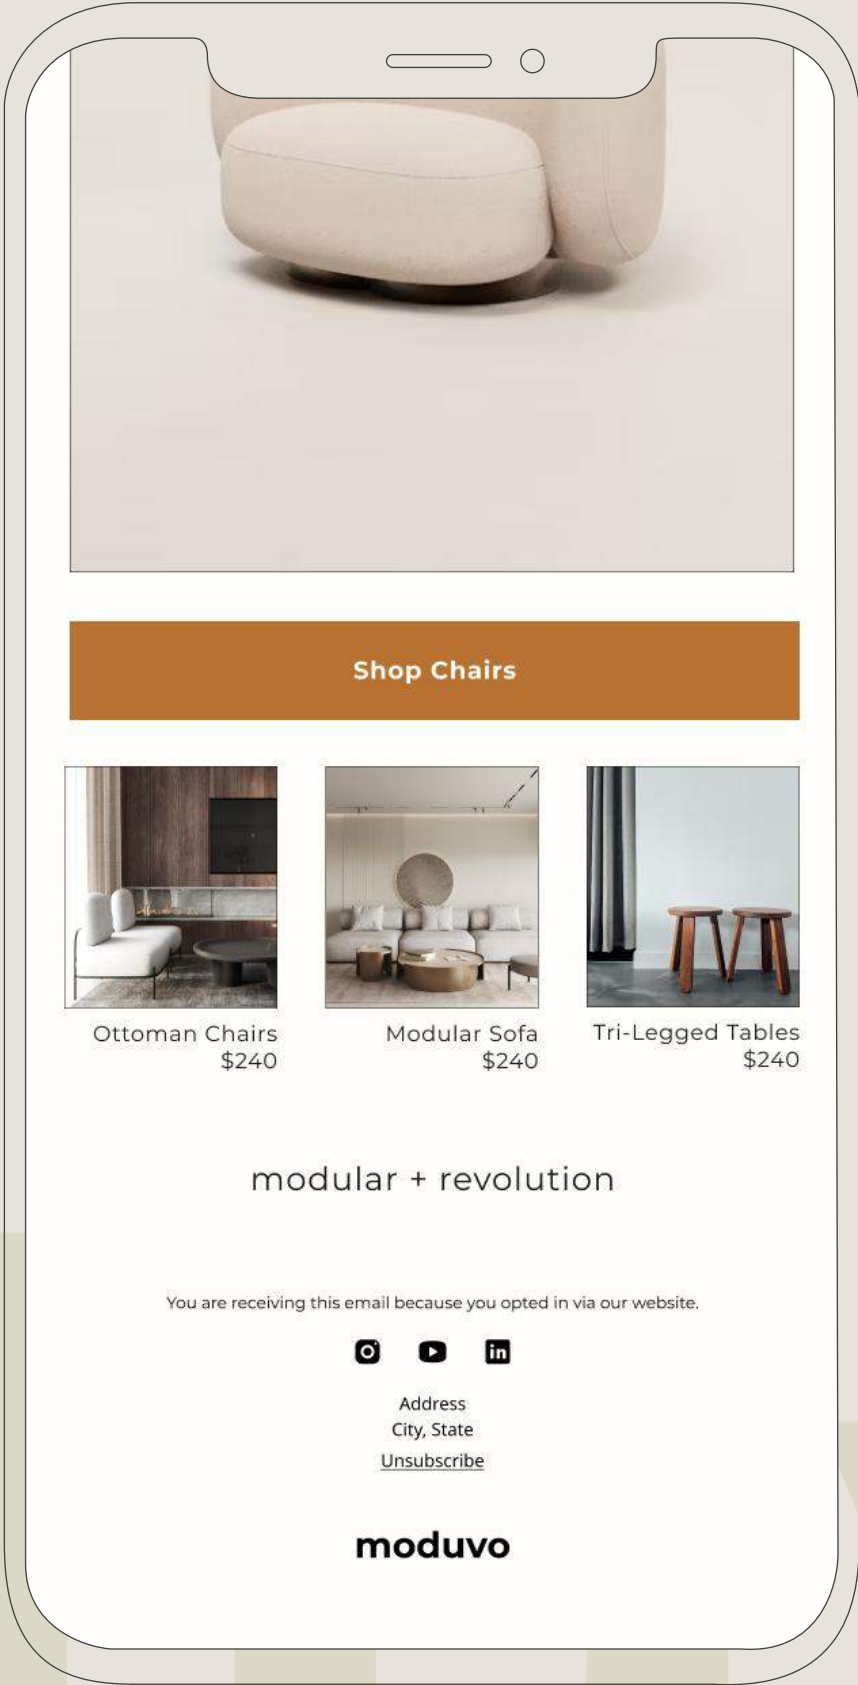 Shop Chairs
Ottoman Chairs
$240
Modular Sofa
$240
Tri-Legged Tables
$240
modular + revolution
You are receiving this email because you opted in via our website.
in
Address
City, State
Unsubscribe
moduvo